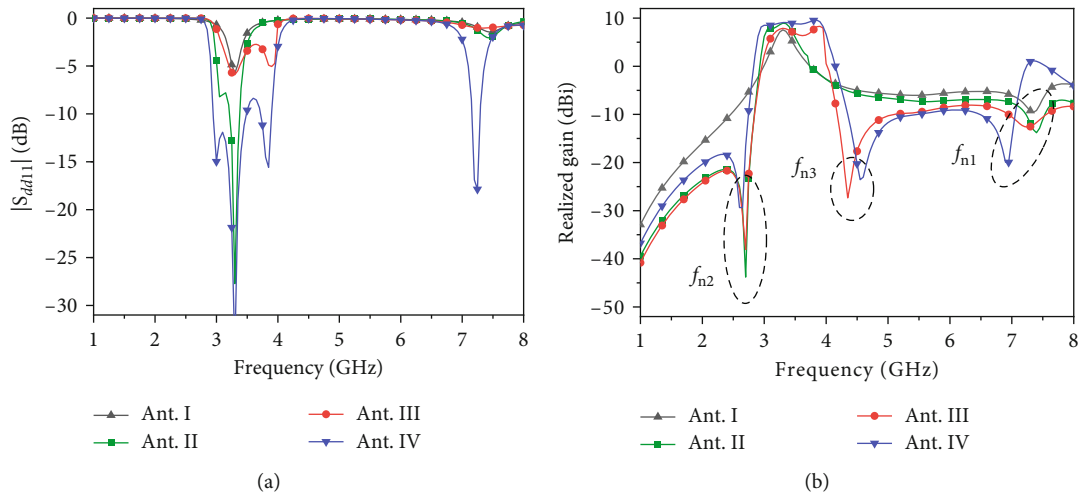 0
−5
−10
−15
−20
−25
−30
|S_dd11| (dB)
1 2 3 4 5 6 7 8
Frequency (GHz)
Ant. I
Ant. II
Ant. III
Ant. IV
(a)
10
0
−10
−20
−30
−40
−50
Realized gain (dBi)
f_n1
f_n2
f_n3
1 2 3 4 5 6 7 8
Frequency (GHz)
Ant. I
Ant. II
Ant. III
Ant. IV
(b)